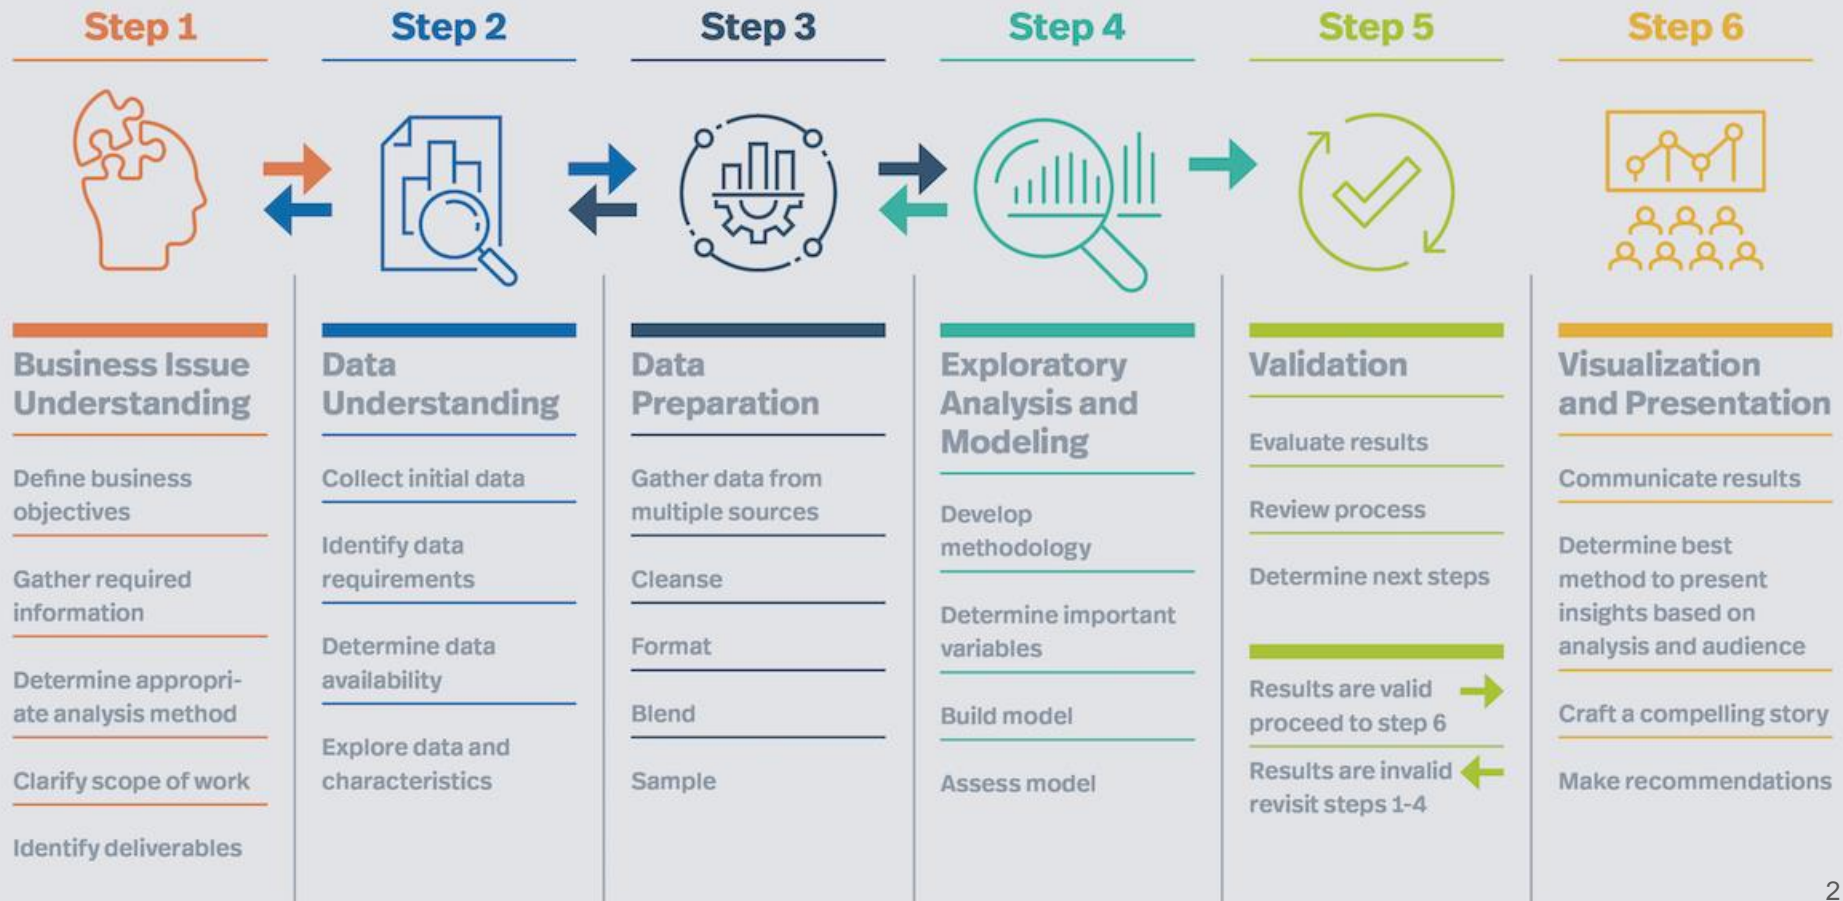 Step 1
Business Issue
Understanding
Define business
objectives
Gather required
information
Determine appropri-
ate analysis method
Clarify scope of work
Identify deliverables
Step 2
Data
Understanding
Collect initial data
Identify data
requirements
Determine data
availability
Explore data and
characteristics
Step 3
Data
Preparation
Gather data from
multiple sources
Cleanse
Format
Blend
Sample
Step 4
Exploratory
Analysis and
Modeling
Develop
methodology
Determine important
variables
Build model
Assess model
Step 5
Validation
Evaluate results
Review process
Determine next steps
Results are valid
proceed to step 6
Results are invalid
revisit steps 1-4
Step 6
Visualization
and Presentation
Communicate results
Determine best
method to present
insights based on
analysis and audience
Craft a compelling story
Make recommendations
2